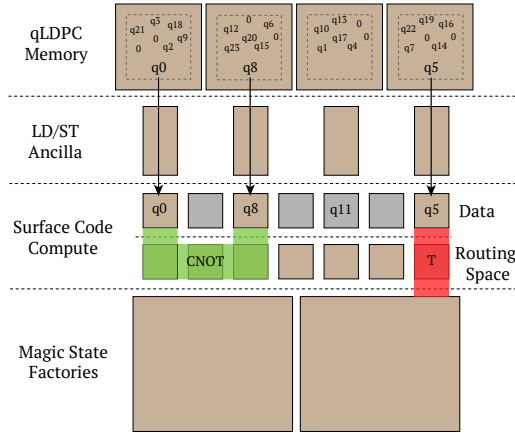 qLDPC
Memory
q3 q18
q21 q9
0 0 q2
q0
q12 0 0
q20
q23 q15
q8
q13
q10 0
q17
q1 q4 0
q19 q16
q22 0
q7 0 q14
q5
LD/ST
Ancilla
Surface Code
Compute
q0 q8 q11 q5 Data
CNOT T Routing
Space
Magic State
Factories